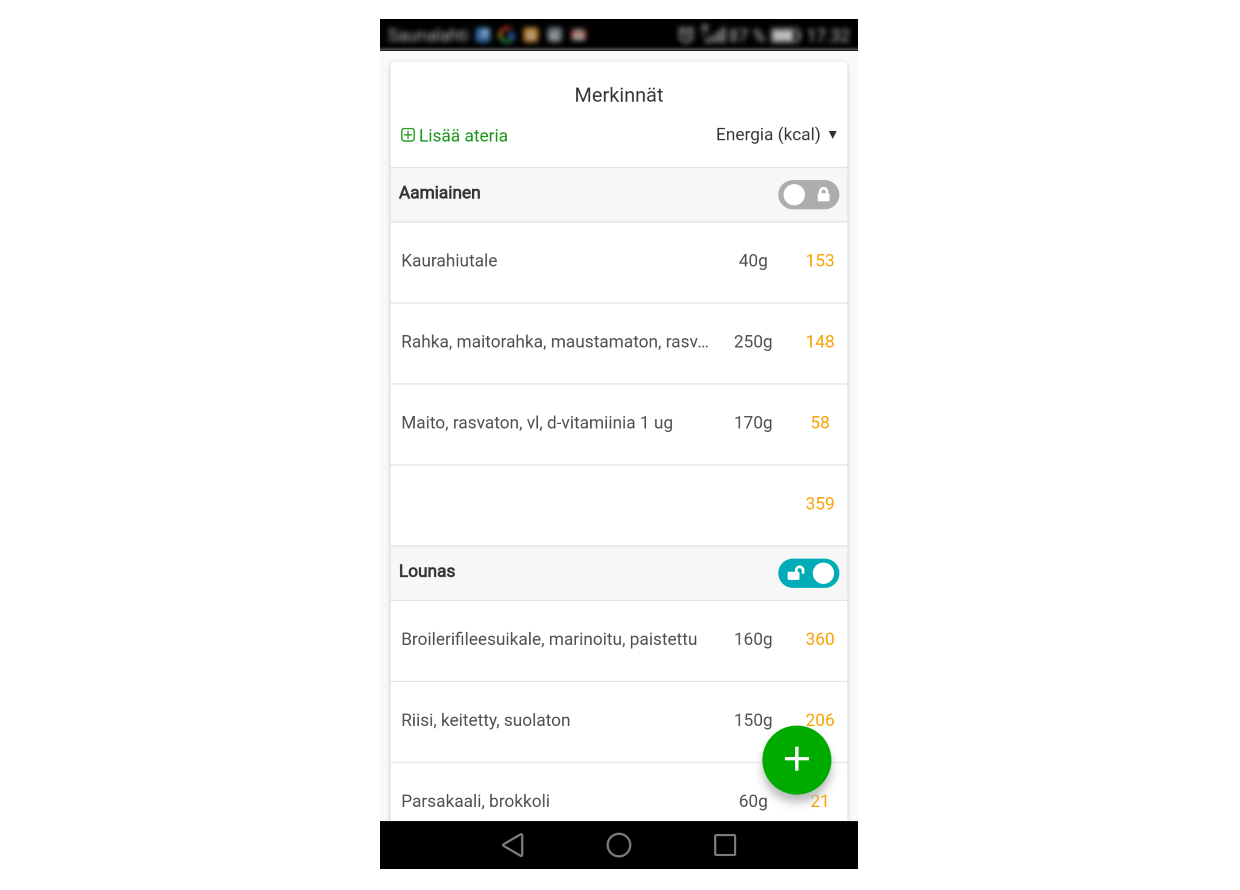 Saunalahti 87 % 17.32
Merkinnät
Lisää ateria Energia (kcal) ▼
Aamiainen
Kaurahiutale 40g 153
Rahka, maitorahka, maustamaton, rasv... 250g 148
Maito, rasvaton, vl, d-vitamiinia 1 ug 170g 58
359
Lounas
Broilerifileesuikale, marinoitu, paistettu 160g 360
Riisi, keitetty, suolaton 150g 206
Parsakaali, brokkoli 60g 21